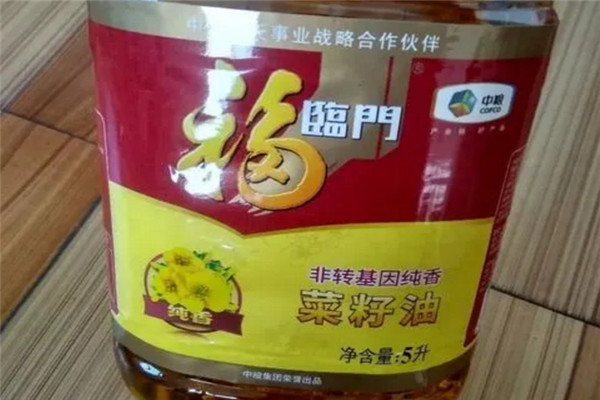 事业战略合作伙伴
福
臨門
®
中粮
COFCO
非转基因纯香
菜籽油
纯香
净含量:5升
中粮集团荣誉出品